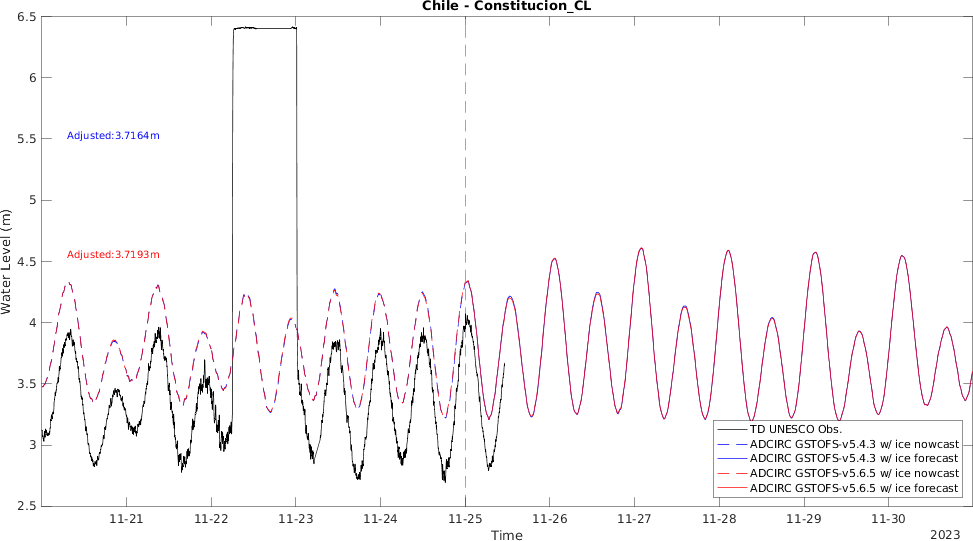 Chile - Constitucion_CL
6.5
6
5.5
5
4.5
4
3.5
3
2.5
Water Level (m)
Adjusted:3.7164m
Adjusted:3.7193m
TD UNESCO Obs.
ADCIRC GSTOFS-v5.4.3 w/ ice nowcast
ADCIRC GSTOFS-v5.4.3 w/ ice forecast
ADCIRC GSTOFS-v5.6.5 w/ ice nowcast
ADCIRC GSTOFS-v5.6.5 w/ ice forecast
11-21 11-22 11-23 11-24 11-25 11-26 11-27 11-28 11-29 11-30
Time
2023